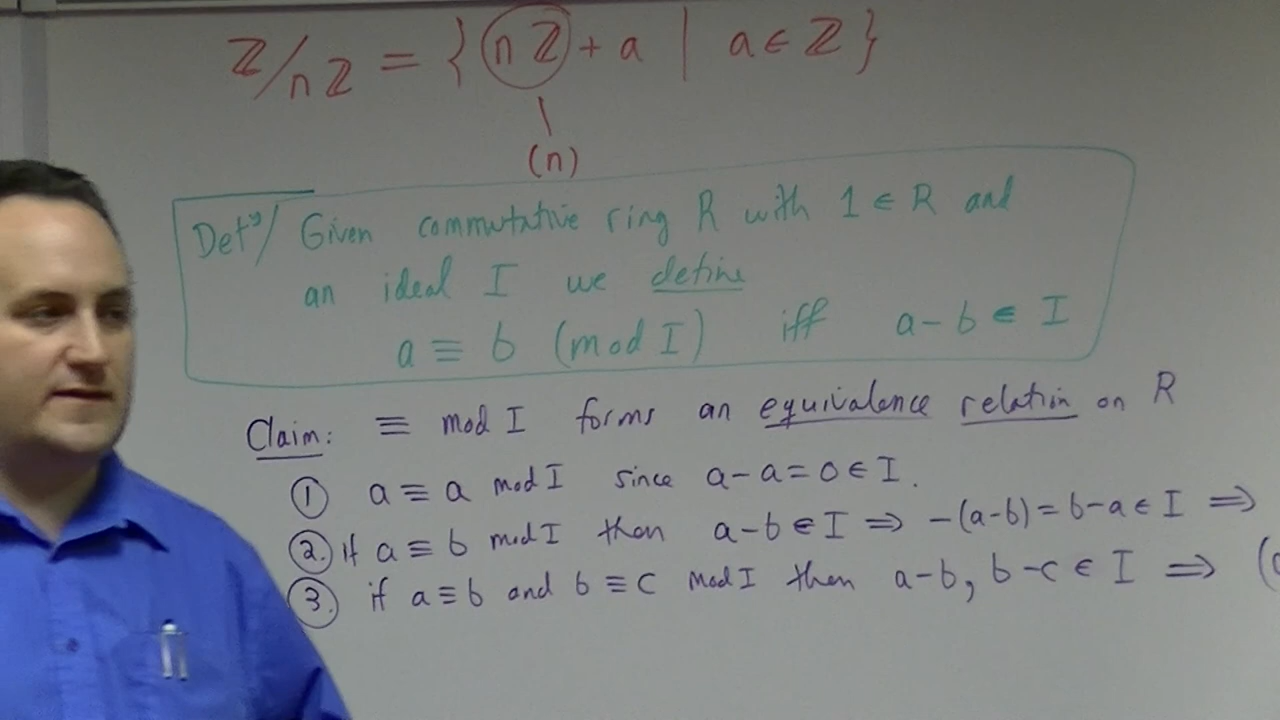 ℤ/nℤ = { nℤ + a | a ∈ ℤ }
(n)
Defⁿ/ Given commutative ring R with 1 ∈ R and
an ideal I we define
a ≡ b (mod I) iff a - b ∈ I
Claim: ≡ mod I forms an equivalence relation on R
① a ≡ a mod I since a - a = 0 ∈ I.
②. if a ≡ b mod I then a - b ∈ I ⇒ -(a-b) = b - a ∈ I ⇒
③. if a ≡ b and b ≡ c mod I then a - b, b - c ∈ I ⇒ (